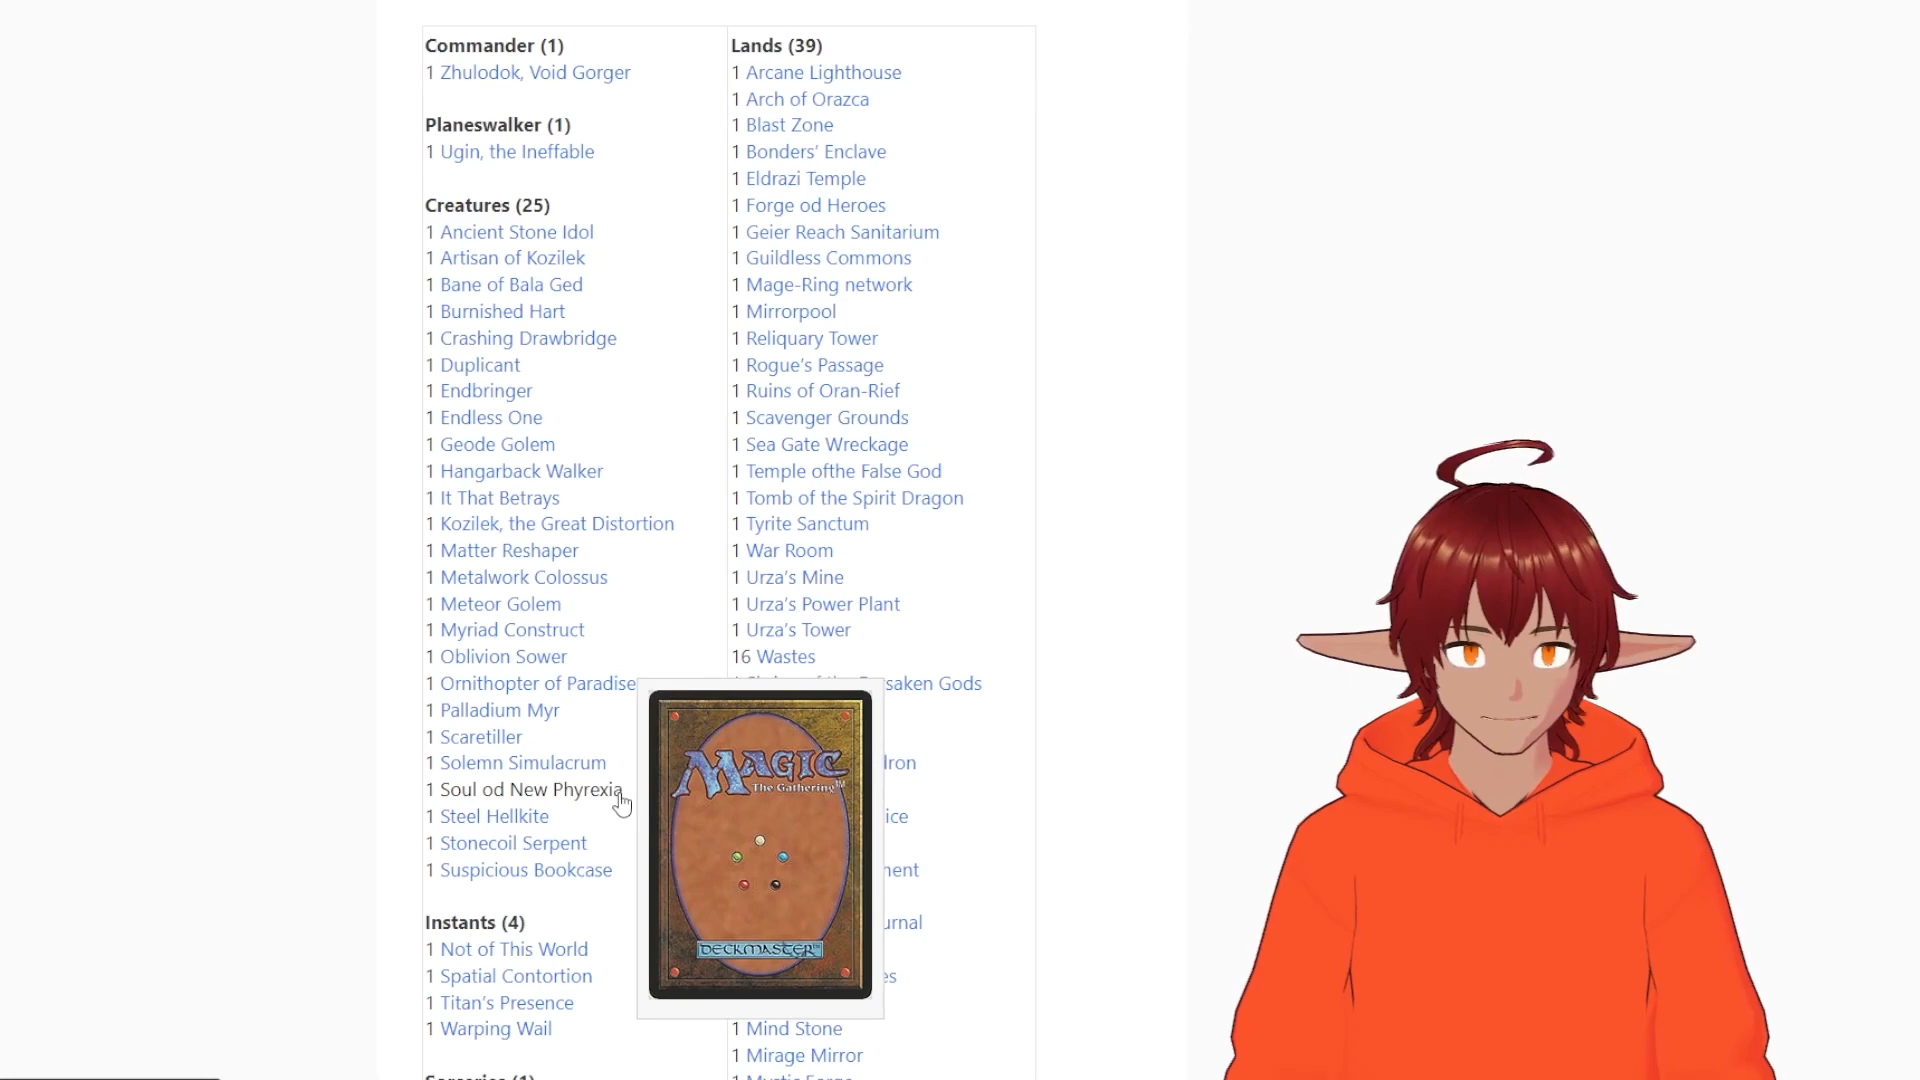 Commander (1)
1 Zhulodok, Void Gorger
Planeswalker (1)
1 Ugin, the Ineffable
Creatures (25)
1 Ancient Stone Idol
1 Artisan of Kozilek
1 Bane of Bala Ged
1 Burnished Hart
1 Crashing Drawbridge
1 Duplicant
1 Endbringer
1 Endless One
1 Geode Golem
1 Hangarback Walker
1 It That Betrays
1 Kozilek, the Great Distortion
1 Matter Reshaper
1 Metalwork Colossus
1 Meteor Golem
1 Myriad Construct
1 Oblivion Sower
1 Ornithopter of Paradise
1 Palladium Myr
1 Scaretiller
1 Solemn Simulacrum
1 Soul od New Phyrexia
1 Steel Hellkite
1 Stonecoil Serpent
1 Suspicious Bookcase
Instants (4)
1 Not of This World
1 Spatial Contortion
1 Titan's Presence
1 Warping Wail
Lands (39)
1 Arcane Lighthouse
1 Arch of Orazca
1 Blast Zone
1 Bonders' Enclave
1 Eldrazi Temple
1 Forge od Heroes
1 Geier Reach Sanitarium
1 Guildless Commons
1 Mage-Ring network
1 Mirrorpool
1 Reliquary Tower
1 Rogue's Passage
1 Ruins of Oran-Rief
1 Scavenger Grounds
1 Sea Gate Wreckage
1 Temple ofthe False God
1 Tomb of the Spirit Dragon
1 Tyrite Sanctum
1 War Room
1 Urza's Mine
1 Urza's Power Plant
1 Urza's Tower
16 Wastes
Gods
1 Mind Stone
1 Mirage Mirror
MAGIC
The Gathering™
DECKMASTER